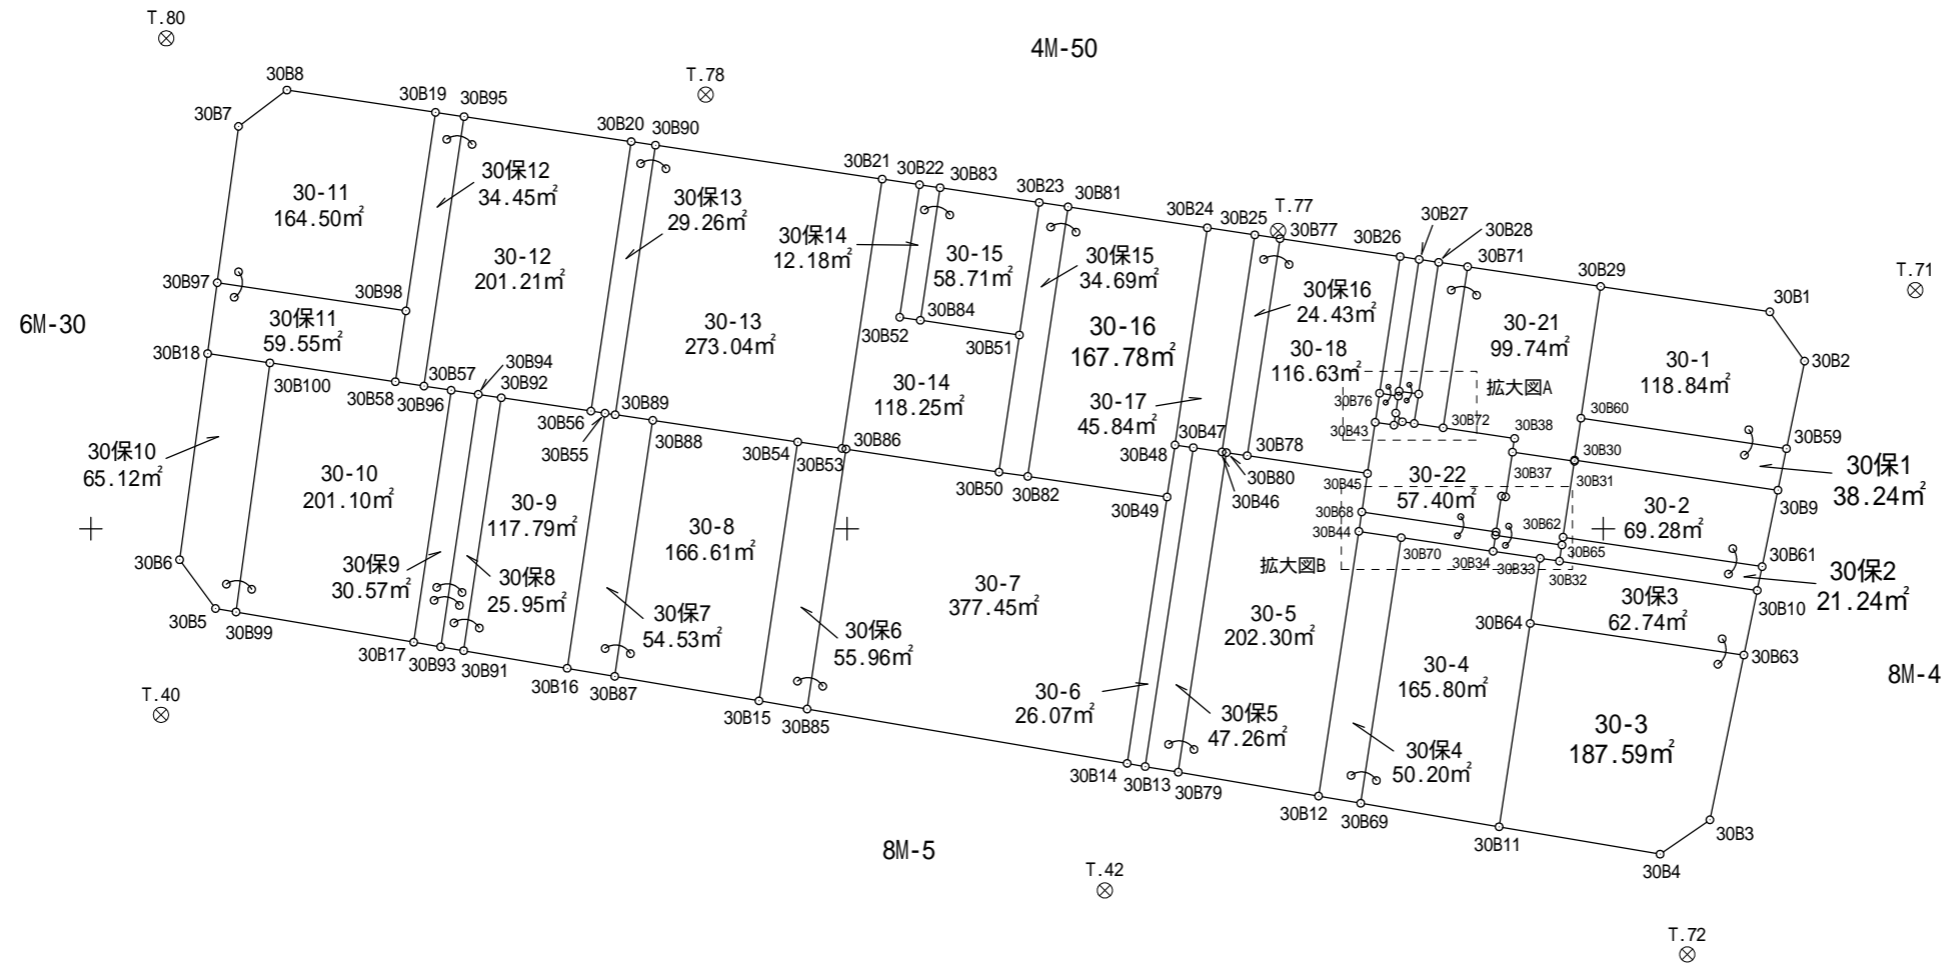 T.80
4M-50
30B8
T.78
30B19
30B95
30B7
30B20
30B90
30B21
30B22
30B83
30B23
30B81
30B24
30B25
T.77
30B77
30B26
30B27
30B28
30B71
30B29
T.71
30B1
30B2
30-11
164.50㎡
30保12
34.45㎡
30保13
29.26㎡
30-12
201.21㎡
30保14
12.18㎡
30-15
58.71㎡
30保15
34.69㎡
30保16
24.43㎡
30-21
99.74㎡
30-1
118.84㎡
30B97
30B98
6M-30
30保11
59.55㎡
30-13
273.04㎡
30B52
30B84
30B51
30-16
167.78㎡
30-18
116.63㎡
拡大図A
30B18
30B100
30B58
30B57
30B96
30B94
30B92
30B56
30B55
30B89
30B88
30-14
118.25㎡
30-17
45.84㎡
30B76
30B43
30B72
30B38
30B60
30B59
30保10
65.12㎡
30B54
30B53
30B86
30B50
30B82
30B48
30B47
30B49
30B78
30B80
30B46
30B45
30B37
30B30
30B31
30保1
38.24㎡
30-10
201.10㎡
30-9
117.79㎡
30-8
166.61㎡
30-22
57.40㎡
30-2
69.28㎡
30B9
30B68
30B44
30B62
30B65
30B61
30B6
30保9
30.57㎡
30保8
25.95㎡
拡大図B
30B70
30B34
30B33
30B32
30保2
21.24㎡
30B10
30-7
377.45㎡
30B5
30B99
30保7
54.53㎡
30保6
55.96㎡
30-5
202.30㎡
30B64
30保3
62.74㎡
30B63
30B17
30B93
30B91
30B16
30B87
30-4
165.80㎡
8M-4
T.40
30-6
26.07㎡
30保5
47.26㎡
30-3
187.59㎡
30B15
30B85
30保4
50.20㎡
30B14
30B13
30B79
30B12
30B69
30B11
30B3
30B4
8M-5
T.42
T.72